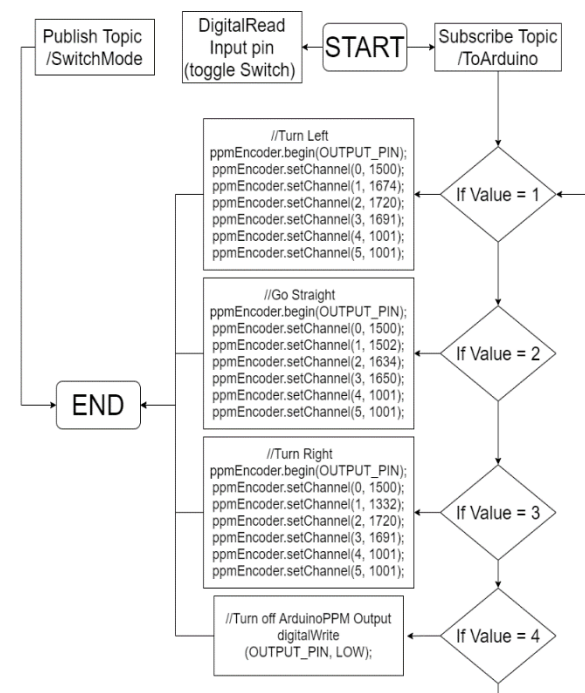 Publish Topic
/SwitchMode
DigitalRead
Input pin
(toggle Switch)
START
Subscribe Topic
/ToArduino
//Turn Left
ppmEncoder.begin(OUTPUT_PIN);
ppmEncoder.setChannel(0, 1500);
ppmEncoder.setChannel(1, 1674);
ppmEncoder.setChannel(2, 1720);
ppmEncoder.setChannel(3, 1691);
ppmEncoder.setChannel(4, 1001);
ppmEncoder.setChannel(5, 1001);
If Value = 1
//Go Straight
ppmEncoder.begin(OUTPUT_PIN);
ppmEncoder.setChannel(0, 1500);
ppmEncoder.setChannel(1, 1502);
ppmEncoder.setChannel(2, 1634);
ppmEncoder.setChannel(3, 1650);
ppmEncoder.setChannel(4, 1001);
ppmEncoder.setChannel(5, 1001);
If Value = 2
END
//Turn Right
ppmEncoder.begin(OUTPUT_PIN);
ppmEncoder.setChannel(0, 1500);
ppmEncoder.setChannel(1, 1332);
ppmEncoder.setChannel(2, 1720);
ppmEncoder.setChannel(3, 1691);
ppmEncoder.setChannel(4, 1001);
ppmEncoder.setChannel(5, 1001);
If Value = 3
//Turn off ArduinoPPM Output
digitalWrite
(OUTPUT_PIN, LOW);
If Value = 4